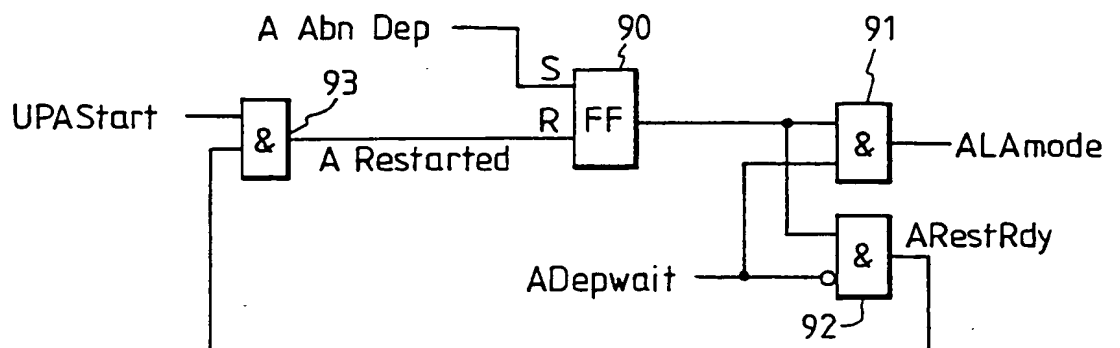 A Abn Dep
90
91
S
93
UPAStart
R
FF
&
&
ALAmode
A Restarted
ARestRdy
&
ADepwait
92